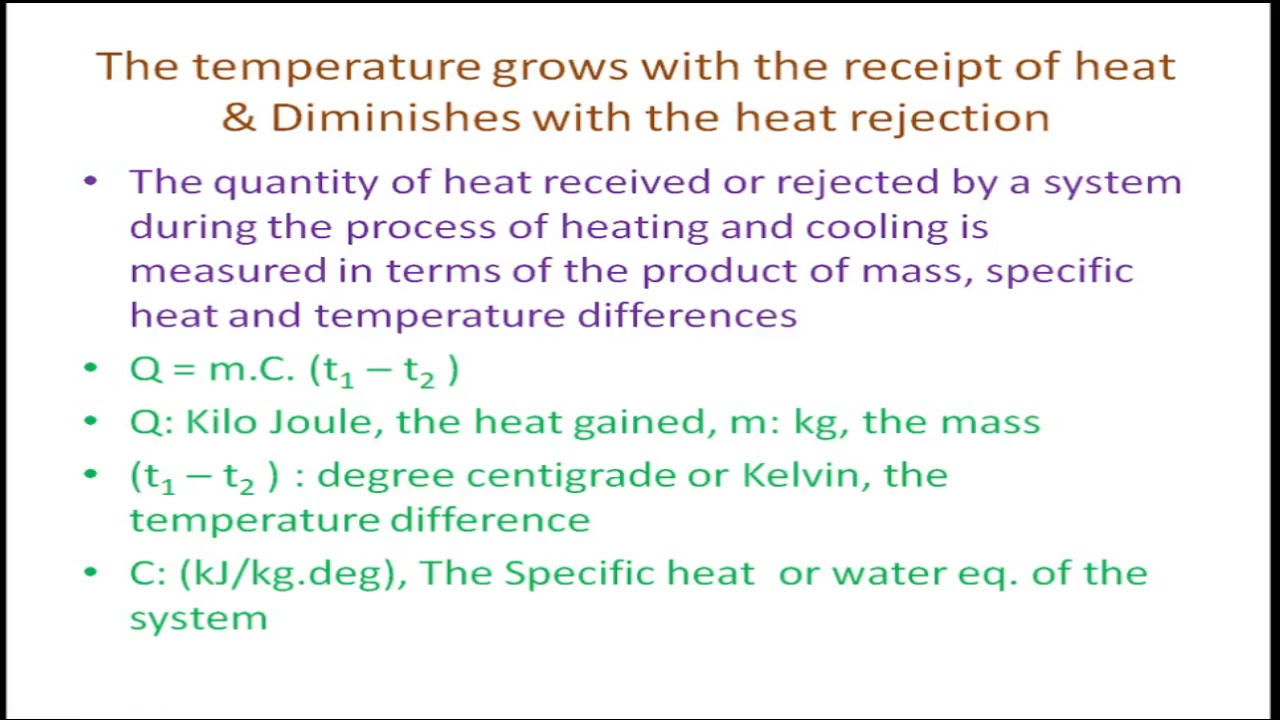 The temperature grows with the receipt of heat
& Diminishes with the heat rejection
• The quantity of heat received or rejected by a system
during the process of heating and cooling is
measured in terms of the product of mass, specific
heat and temperature differences
• Q = m.C. (t₁ – t₂ )
• Q: Kilo Joule, the heat gained, m: kg, the mass
• (t₁ – t₂ ) : degree centigrade or Kelvin, the
temperature difference
• C: (kJ/kg.deg), The Specific heat  or water eq. of the
system